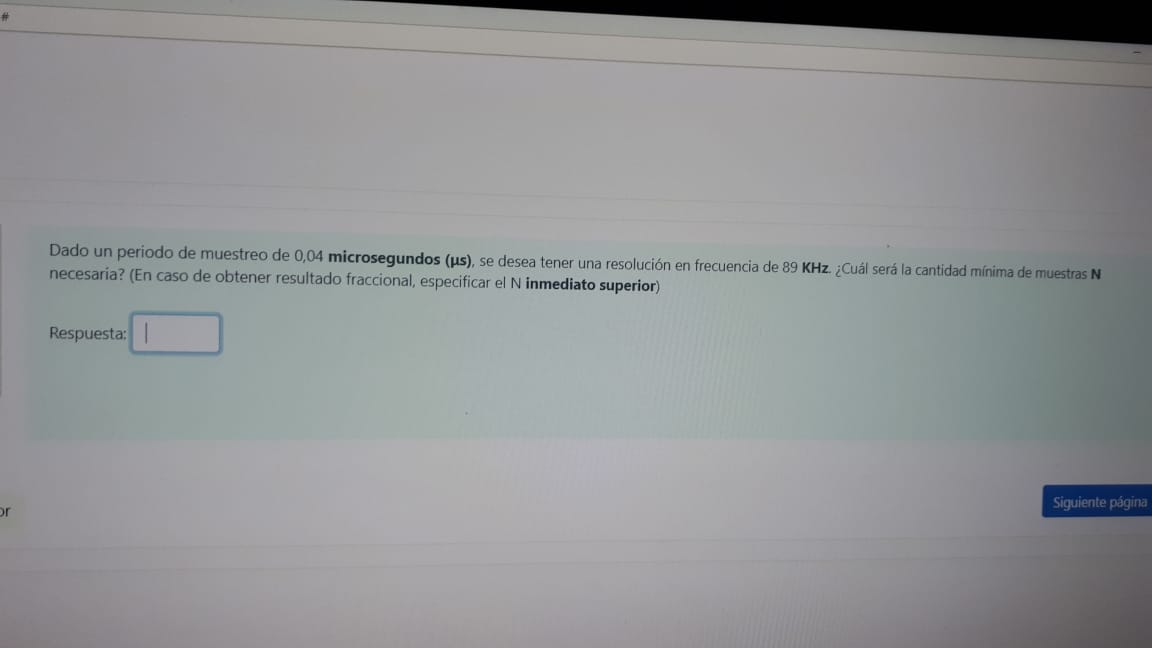 #
Dado un periodo de muestreo de 0,04 microsegundos (μs), se desea tener una resolución en frecuencia de 89 KHz. ¿Cuál será la cantidad mínima de muestras N
necesaria? (En caso de obtener resultado fraccional, especificar el N inmediato superior)
Respuesta:
Siguiente página
or